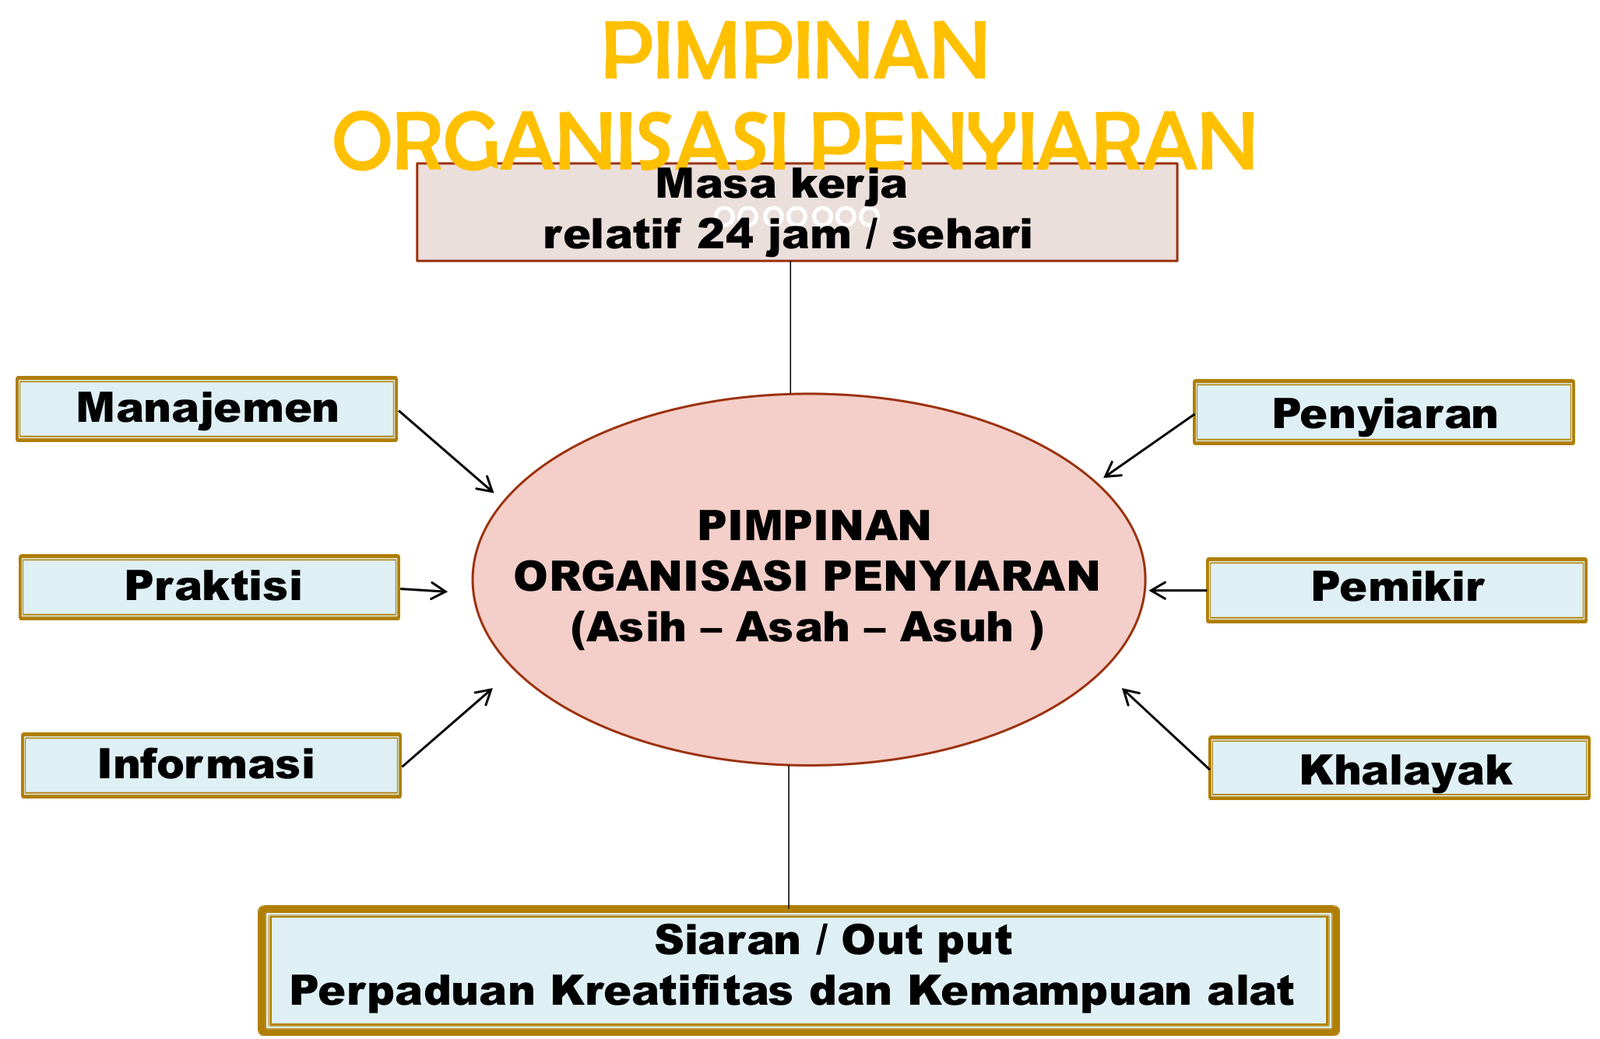 PIMPINAN
ORGANISASI PENYIARAN
Masa kerja
relatif 24 jam / sehari
Manajemen
Penyiaran
PIMPINAN
ORGANISASI PENYIARAN
(Asih – Asah – Asuh )
Praktisi
Pemikir
Informasi
Khalayak
Siaran / Out put
Perpaduan Kreatifitas dan Kemampuan alat